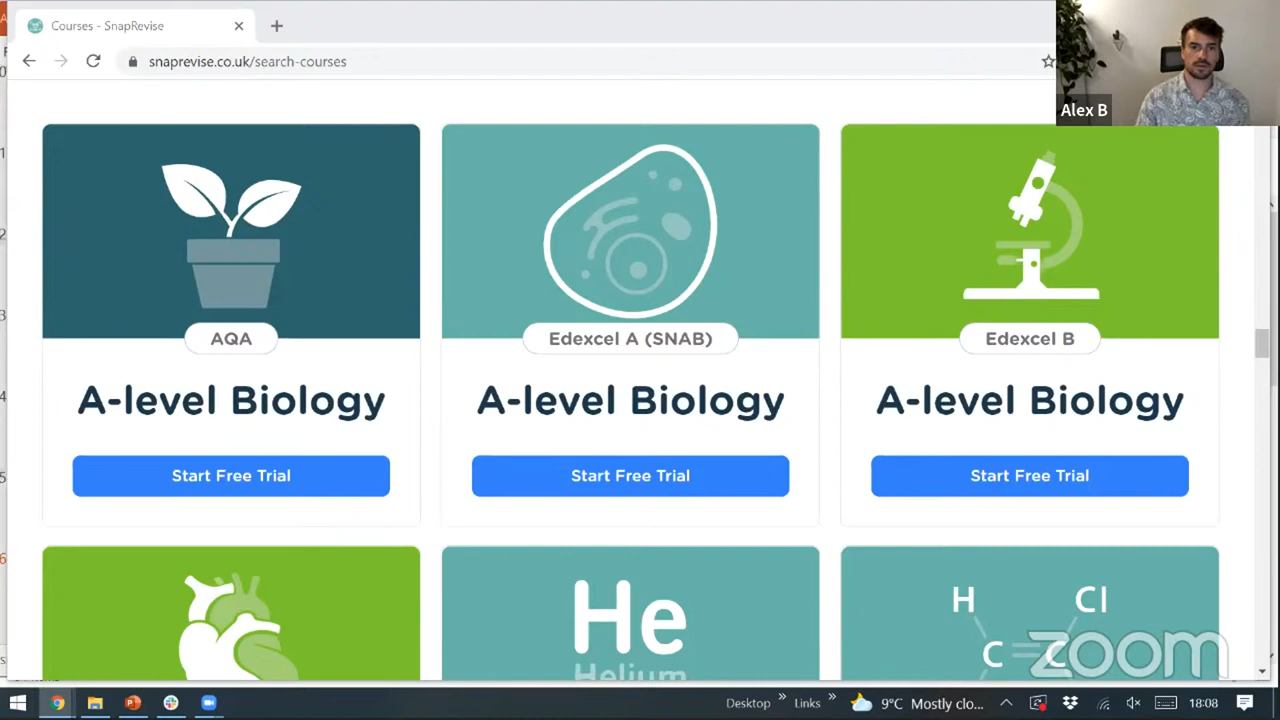 Courses - SnapRevise
snaprevise.co.uk/search-courses
Alex B
AQA
A-level Biology
Start Free Trial
Edexcel A (SNAB)
A-level Biology
Start Free Trial
Edexcel B
A-level Biology
Start Free Trial
He
Helium
H
Cl
C
C
zoom
Desktop
Links
9°C Mostly clo...
18:08